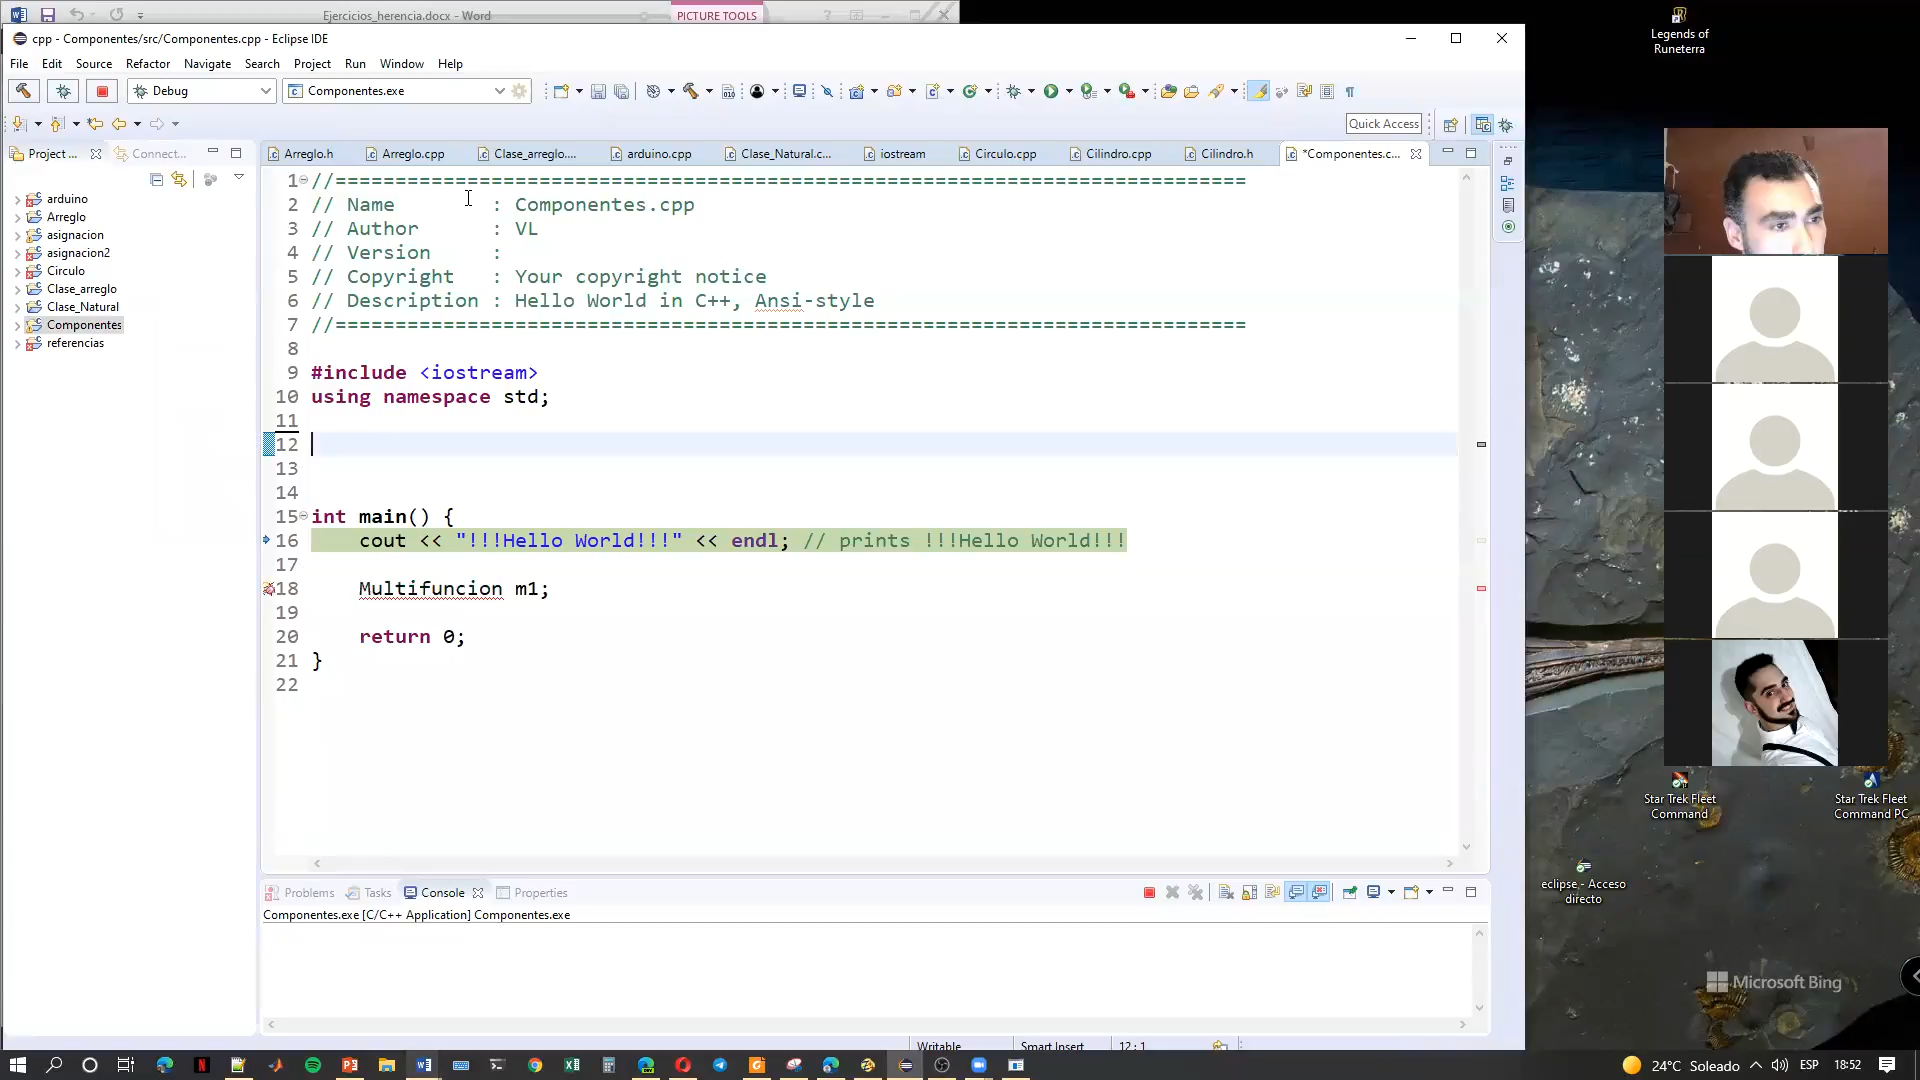 Ejercicios_herencia.docx - Word
PICTURE TOOLS
cpp - Componentes/src/Componentes.cpp - Eclipse IDE
File Edit Source Refactor Navigate Search Project Run Window Help
Debug
Componentes.exe
Quick Access
Project ...
Connect...
Arreglo.h
Arreglo.cpp
Clase_arreglo....
arduino.cpp
Clase_Natural.c...
iostream
Circulo.cpp
Cilindro.cpp
Cilindro.h
*Componentes.c...
arduino
Arreglo
asignacion
asignacion2
Circulo
Clase_arreglo
Clase_Natural
Componentes
referencias
1 //============================================================================
2 // Name        : Componentes.cpp
3 // Author      : VL
4 // Version     :
5 // Copyright   : Your copyright notice
6 // Description : Hello World in C++, Ansi-style
7 //============================================================================
8
9 #include <iostream>
10 using namespace std;
11
12
13
14
15 int main() {
16     cout << "!!!Hello World!!!" << endl; // prints !!!Hello World!!!
17
18     Multifuncion m1;
19
20     return 0;
21 }
22
Problems Tasks Console Properties
Componentes.exe [C/C++ Application] Componentes.exe
Writable
Smart Insert
12 : 1
Legends of
Runeterra
Star Trek Fleet
Command
Star Trek Fleet
Command PC
eclipse - Acceso
directo
Microsoft Bing
24°C Soleado
ESP
18:52